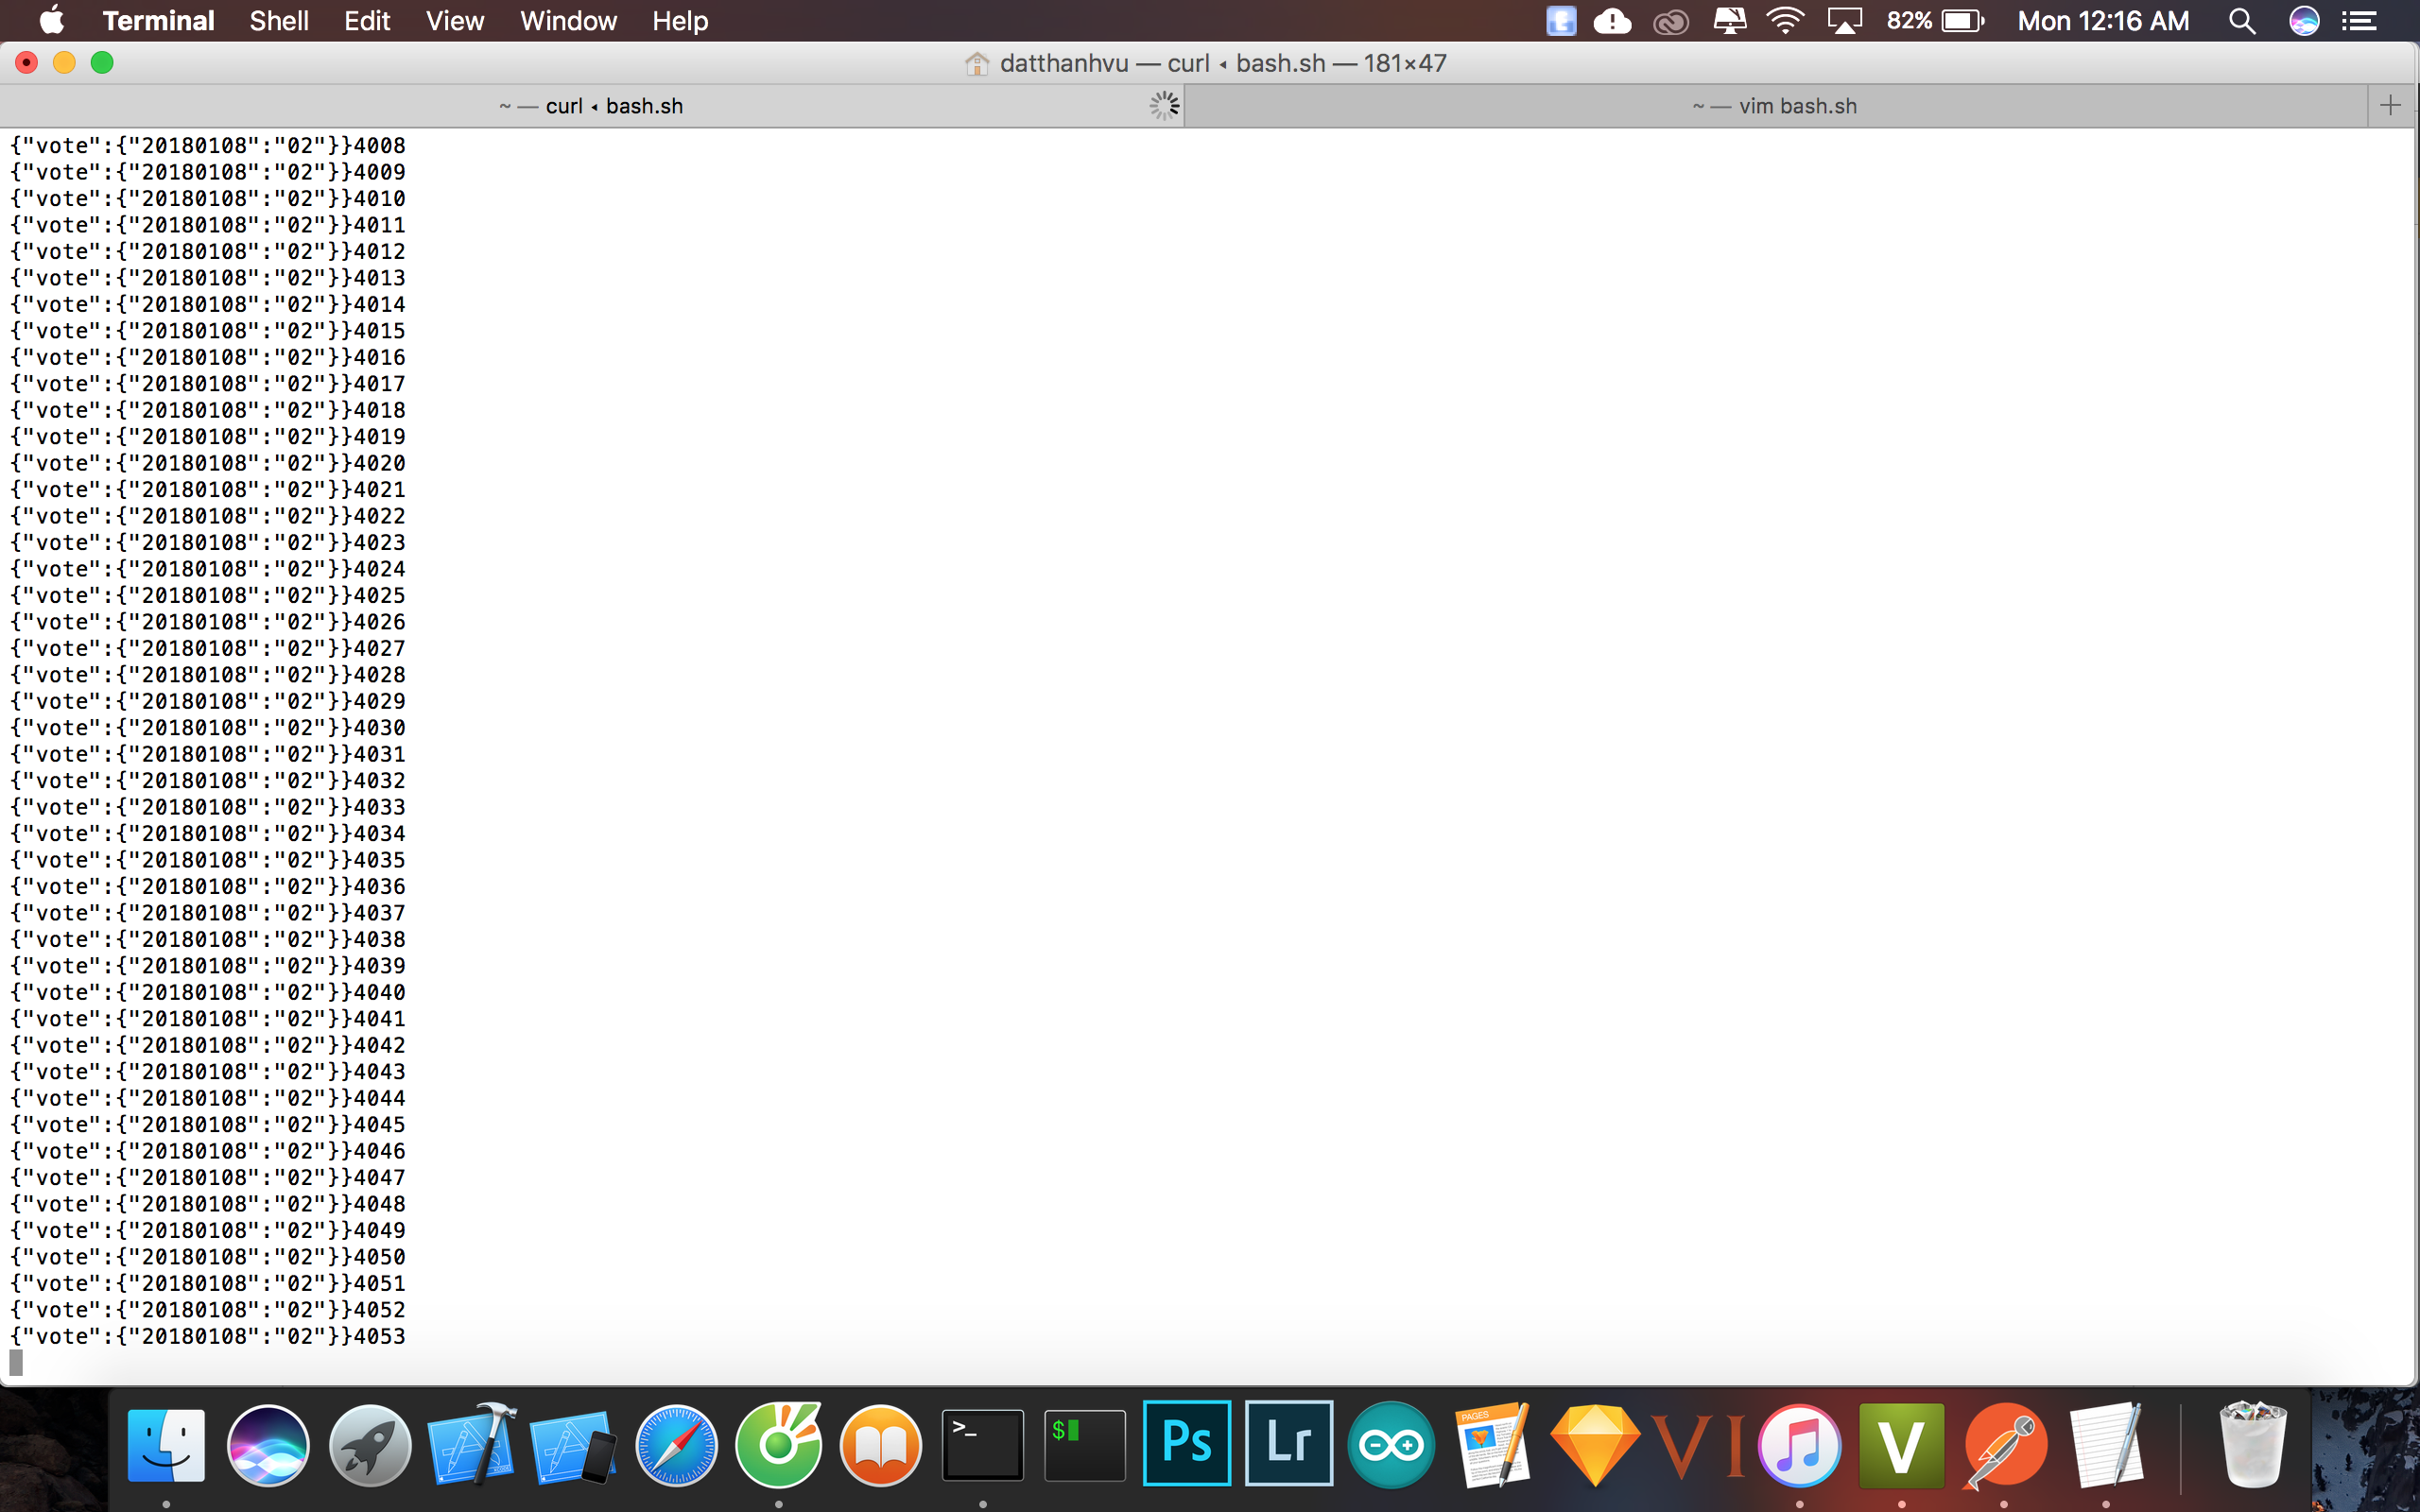 Terminal Shell Edit View Window Help 82% Mon 12:16 AM
datthanhvu — curl ◂ bash.sh — 181×47
~ — curl ◂ bash.sh ~ — vim bash.sh
{"vote":{"20180108":"02"}}4008
{"vote":{"20180108":"02"}}4009
{"vote":{"20180108":"02"}}4010
{"vote":{"20180108":"02"}}4011
{"vote":{"20180108":"02"}}4012
{"vote":{"20180108":"02"}}4013
{"vote":{"20180108":"02"}}4014
{"vote":{"20180108":"02"}}4015
{"vote":{"20180108":"02"}}4016
{"vote":{"20180108":"02"}}4017
{"vote":{"20180108":"02"}}4018
{"vote":{"20180108":"02"}}4019
{"vote":{"20180108":"02"}}4020
{"vote":{"20180108":"02"}}4021
{"vote":{"20180108":"02"}}4022
{"vote":{"20180108":"02"}}4023
{"vote":{"20180108":"02"}}4024
{"vote":{"20180108":"02"}}4025
{"vote":{"20180108":"02"}}4026
{"vote":{"20180108":"02"}}4027
{"vote":{"20180108":"02"}}4028
{"vote":{"20180108":"02"}}4029
{"vote":{"20180108":"02"}}4030
{"vote":{"20180108":"02"}}4031
{"vote":{"20180108":"02"}}4032
{"vote":{"20180108":"02"}}4033
{"vote":{"20180108":"02"}}4034
{"vote":{"20180108":"02"}}4035
{"vote":{"20180108":"02"}}4036
{"vote":{"20180108":"02"}}4037
{"vote":{"20180108":"02"}}4038
{"vote":{"20180108":"02"}}4039
{"vote":{"20180108":"02"}}4040
{"vote":{"20180108":"02"}}4041
{"vote":{"20180108":"02"}}4042
{"vote":{"20180108":"02"}}4043
{"vote":{"20180108":"02"}}4044
{"vote":{"20180108":"02"}}4045
{"vote":{"20180108":"02"}}4046
{"vote":{"20180108":"02"}}4047
{"vote":{"20180108":"02"}}4048
{"vote":{"20180108":"02"}}4049
{"vote":{"20180108":"02"}}4050
{"vote":{"20180108":"02"}}4051
{"vote":{"20180108":"02"}}4052
{"vote":{"20180108":"02"}}4053
>_ $ Ps Lr PAGES VI V